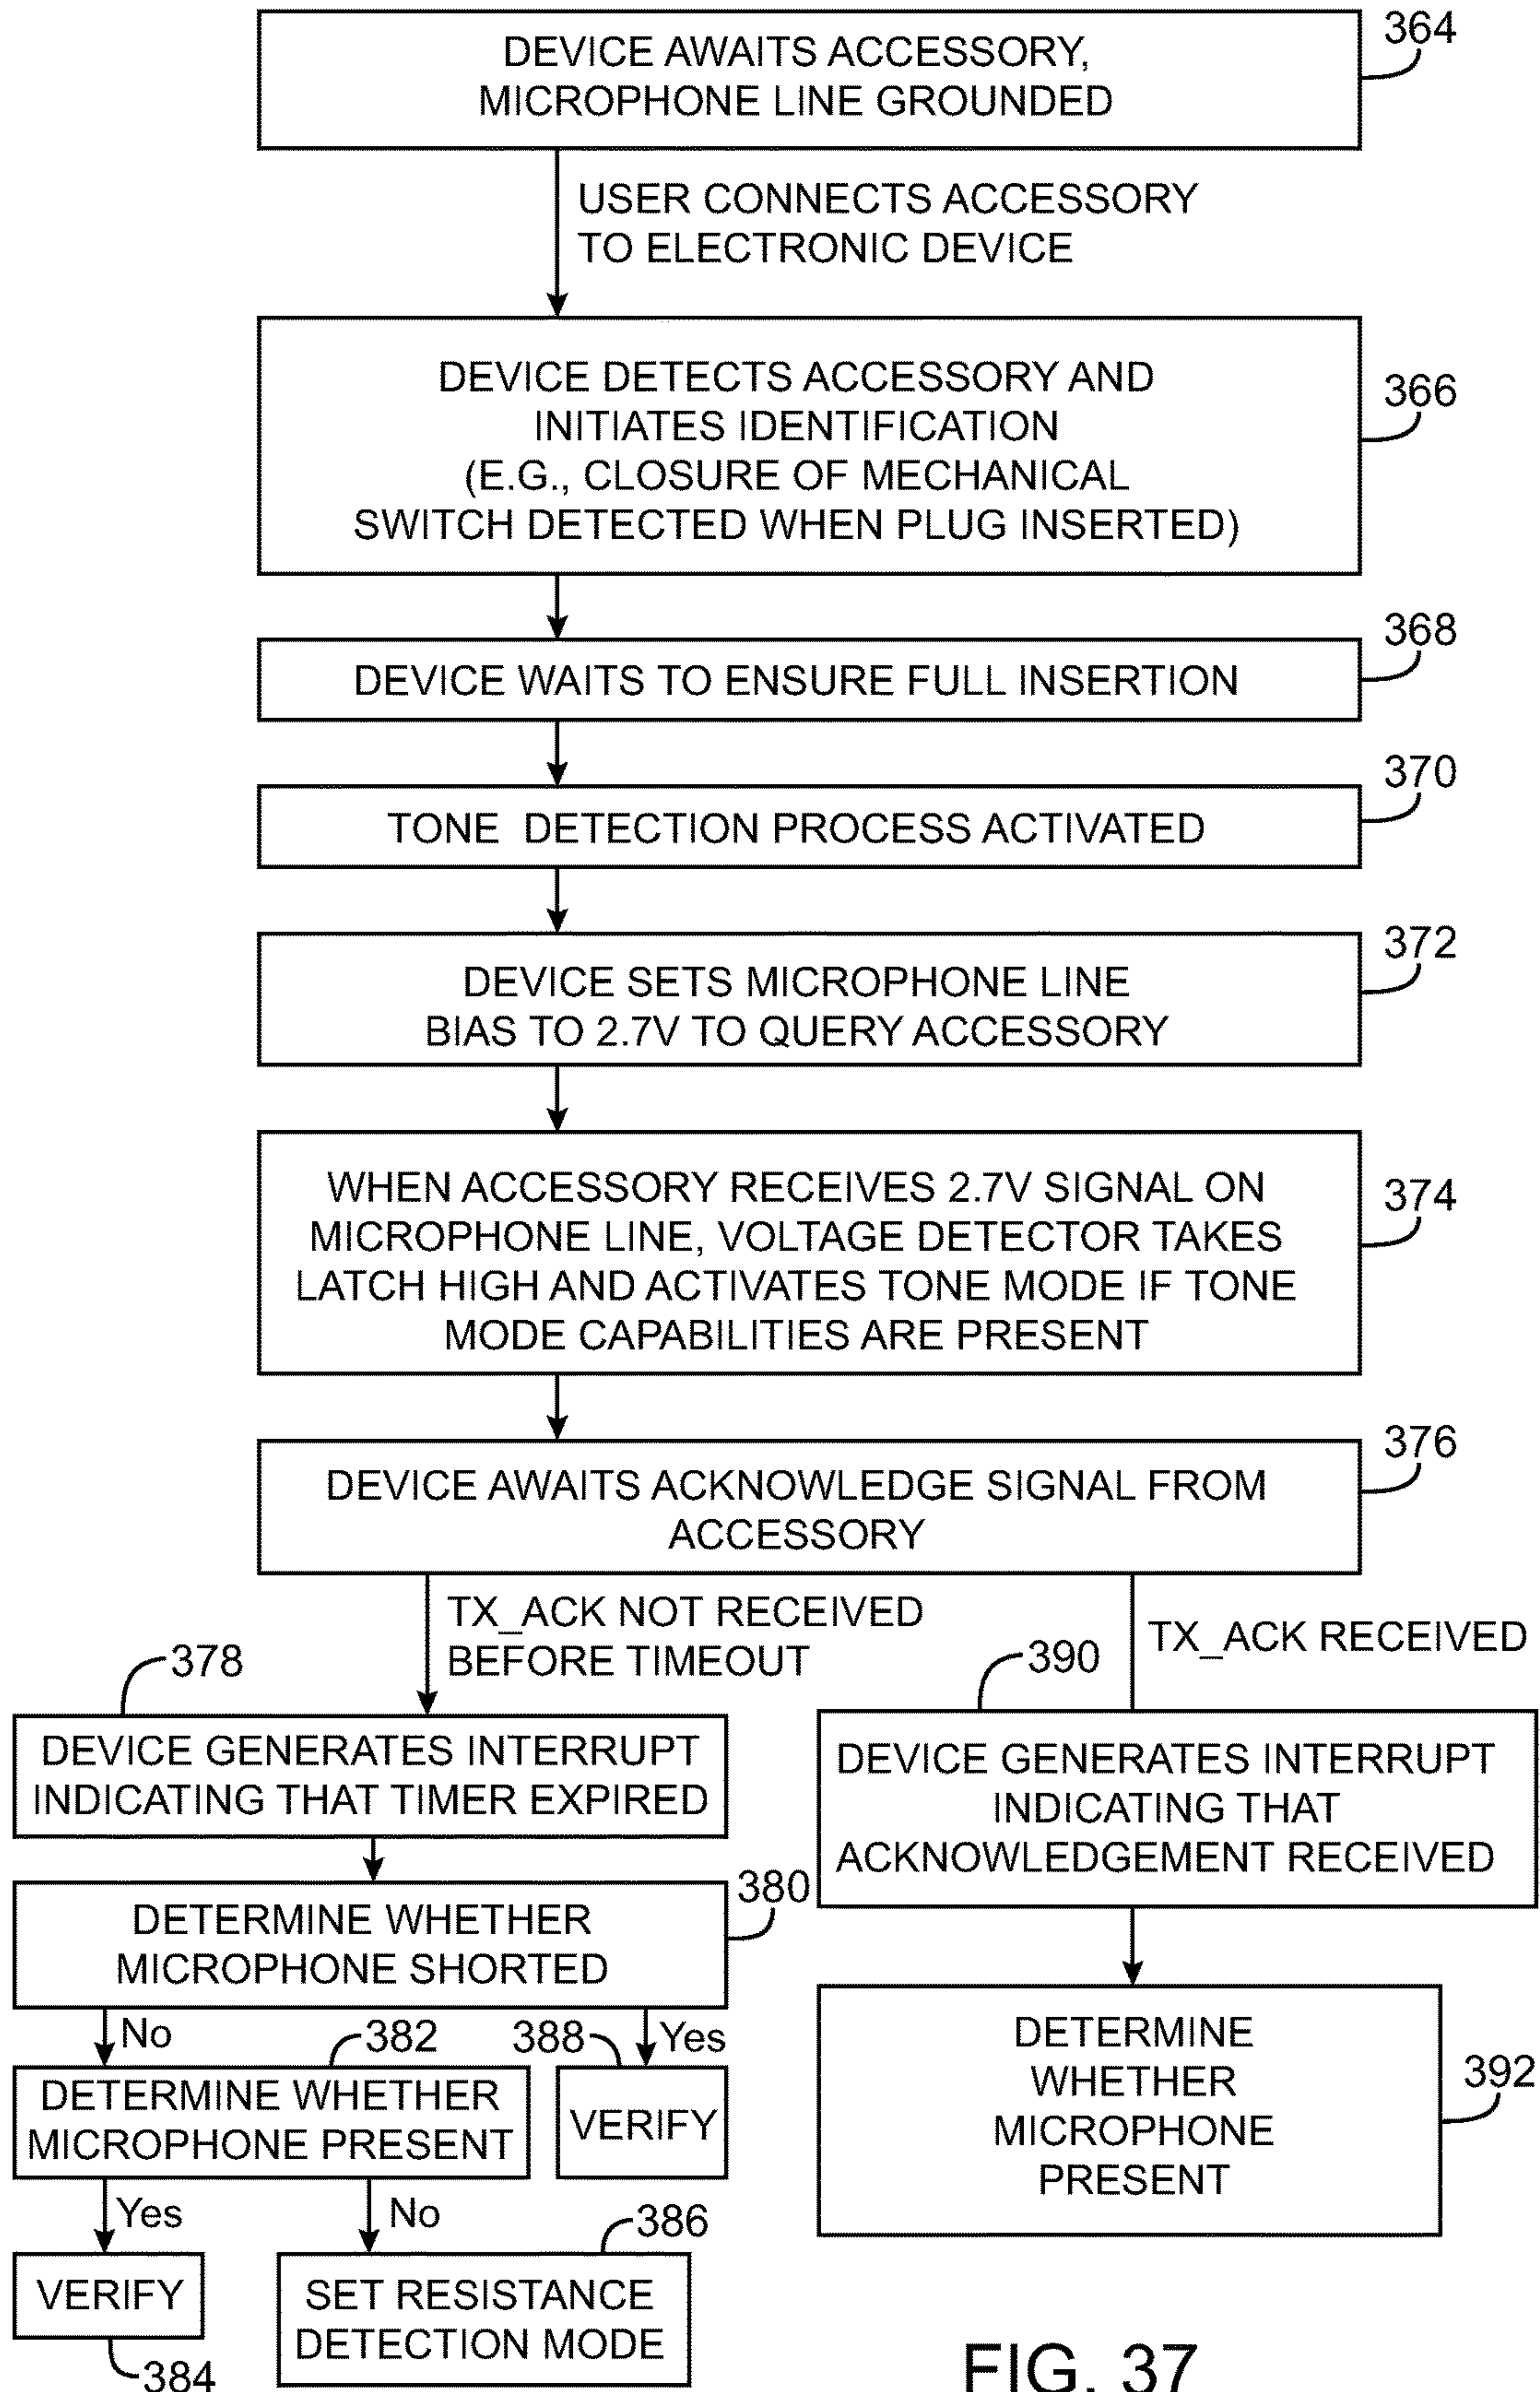 364
DEVICE AWAITS ACCESSORY,
MICROPHONE LINE GROUNDED
USER CONNECTS ACCESSORY
TO ELECTRONIC DEVICE
366
DEVICE DETECTS ACCESSORY AND
INITIATES IDENTIFICATION
(E.G., CLOSURE OF MECHANICAL
SWITCH DETECTED WHEN PLUG INSERTED)
368
DEVICE WAITS TO ENSURE FULL INSERTION
370
TONE DETECTION PROCESS ACTIVATED
372
DEVICE SETS MICROPHONE LINE
BIAS TO 2.7V TO QUERY ACCESSORY
374
WHEN ACCESSORY RECEIVES 2.7V SIGNAL ON
MICROPHONE LINE, VOLTAGE DETECTOR TAKES
LATCH HIGH AND ACTIVATES TONE MODE IF TONE
MODE CAPABILITIES ARE PRESENT
376
DEVICE AWAITS ACKNOWLEDGE SIGNAL FROM
ACCESSORY
TX_ACK NOT RECEIVED
BEFORE TIMEOUT
TX_ACK RECEIVED
378
DEVICE GENERATES INTERRUPT
INDICATING THAT TIMER EXPIRED
390
DEVICE GENERATES INTERRUPT
INDICATING THAT
ACKNOWLEDGEMENT RECEIVED
380
DETERMINE WHETHER
MICROPHONE SHORTED
No
382
388
Yes
DETERMINE WHETHER
MICROPHONE PRESENT
VERIFY
DETERMINE
WHETHER
MICROPHONE
PRESENT
392
Yes
No
386
VERIFY
384
SET RESISTANCE
DETECTION MODE
FIG. 37